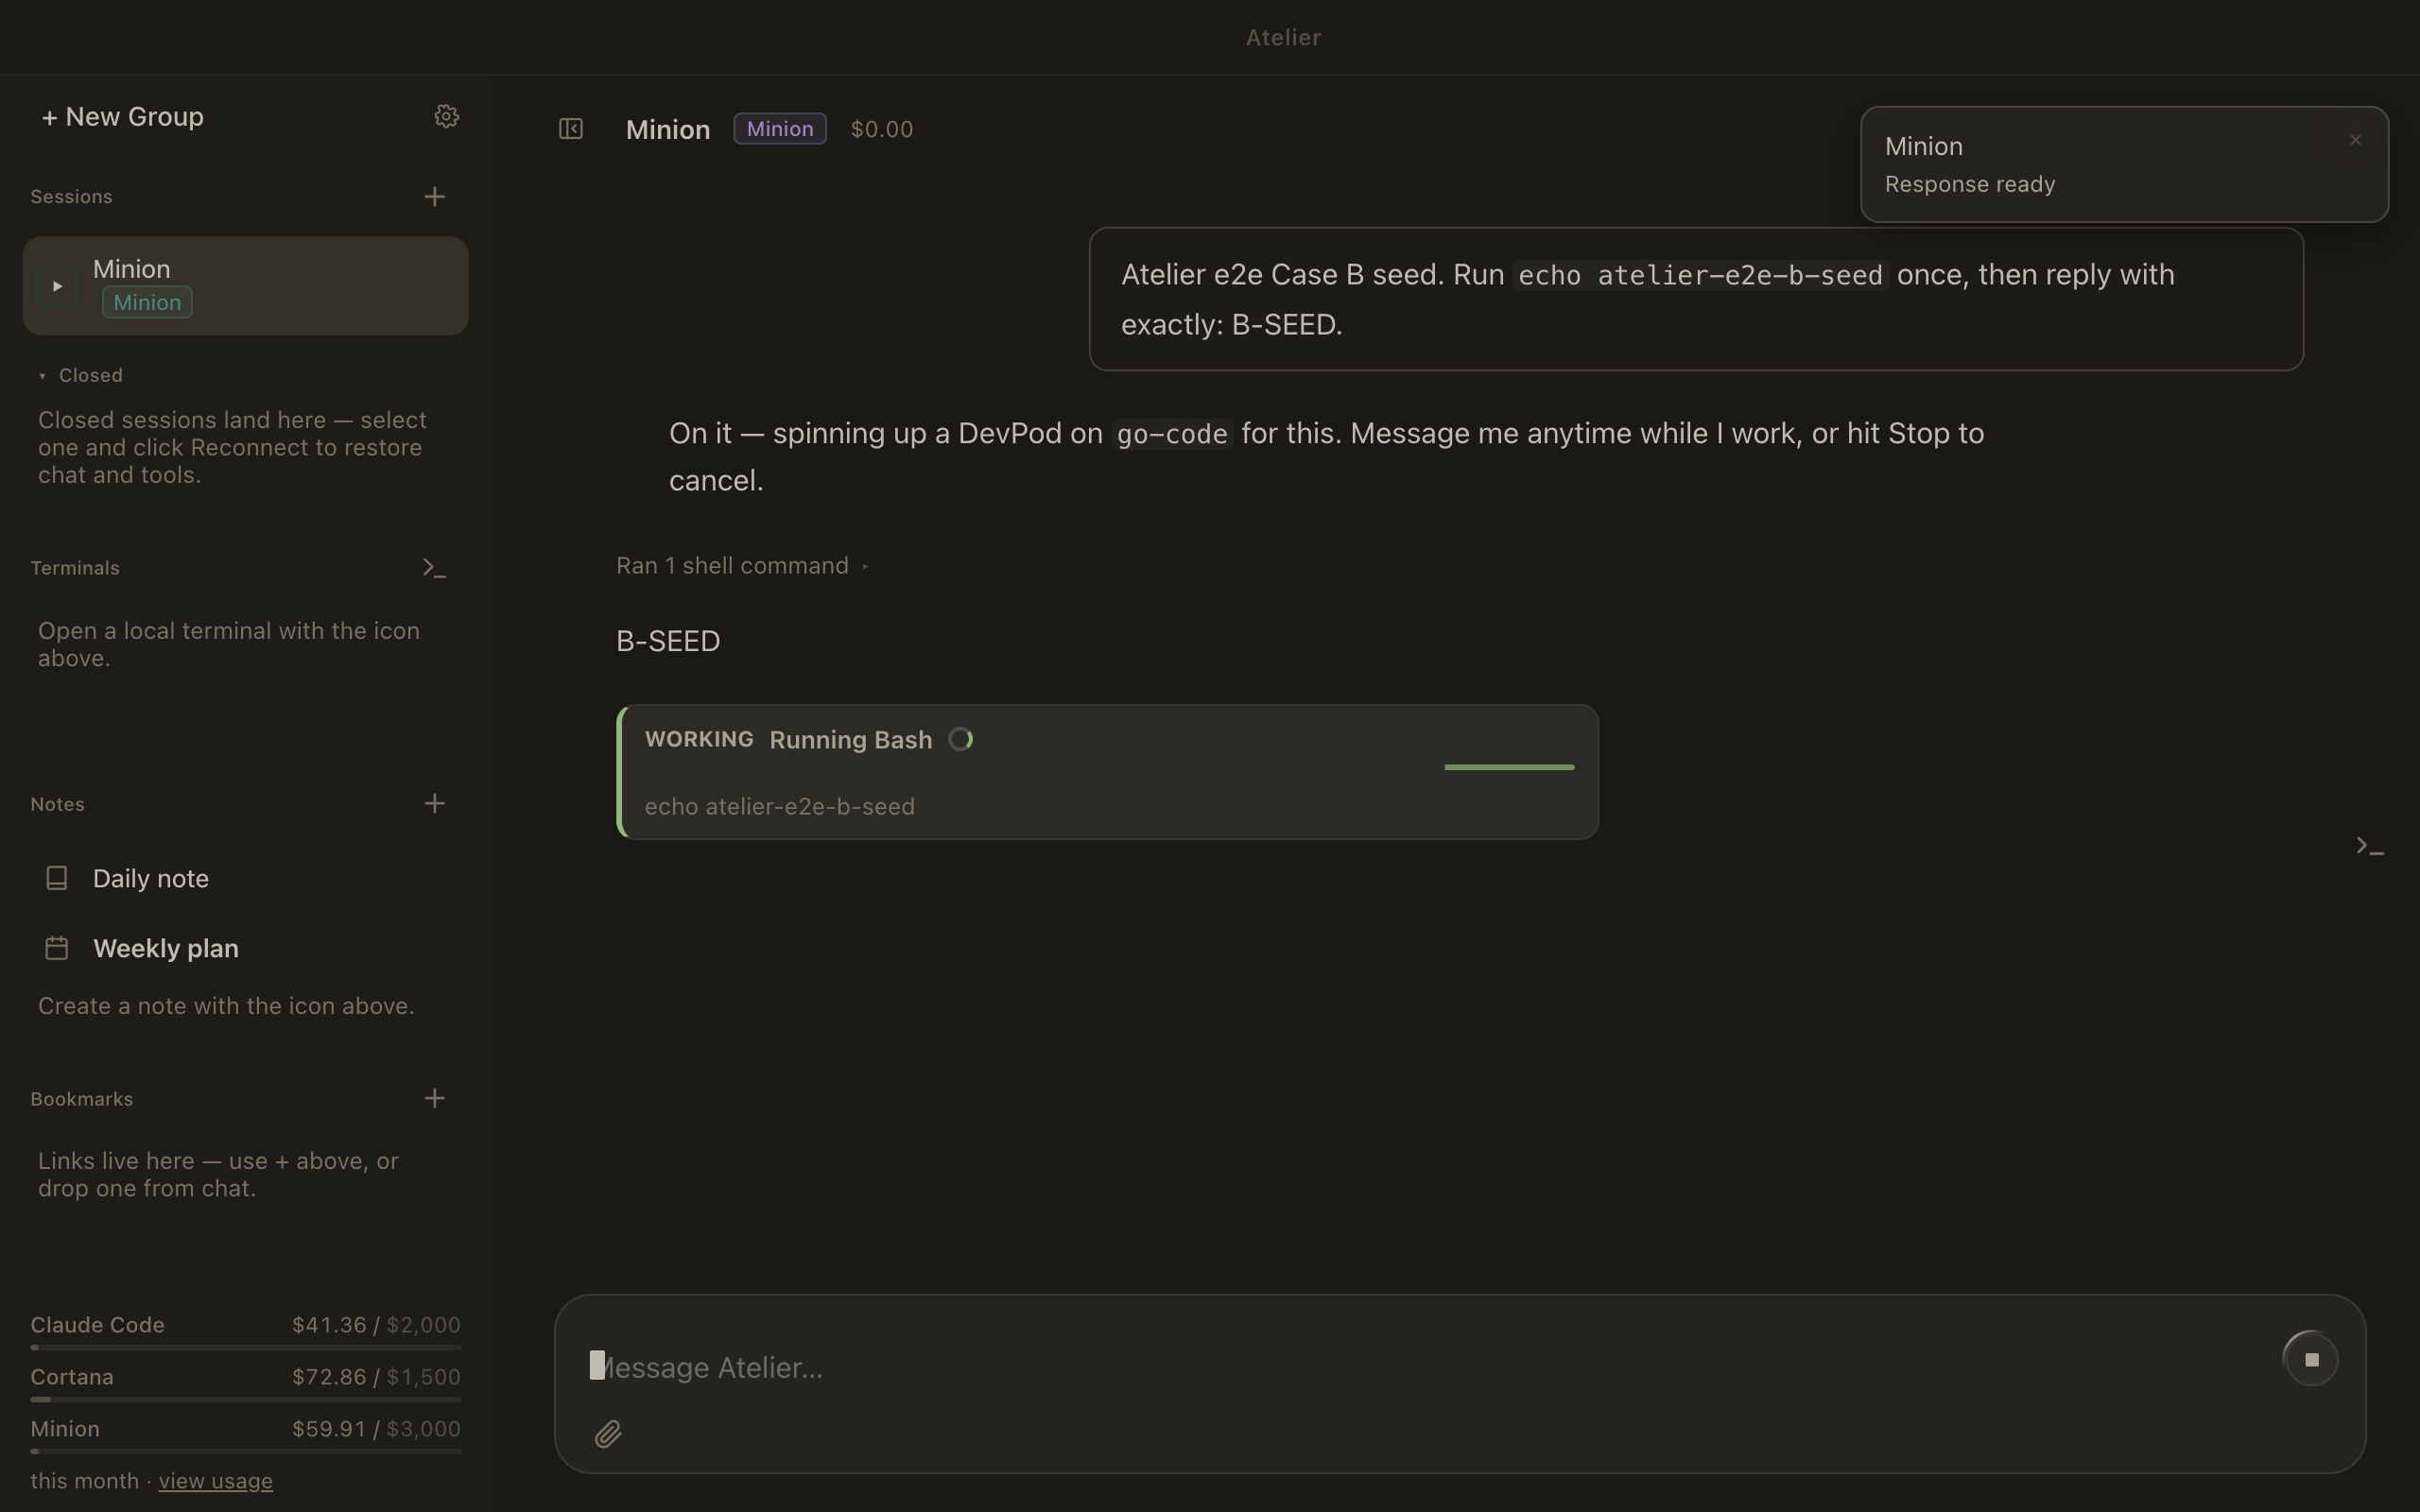 Atelier
+ New Group
Sessions
Minion
Minion
Closed
Closed sessions land here — select
one and click Reconnect to restore
chat and tools.
Terminals
Open a local terminal with the icon
above.
Notes
Daily note
Weekly plan
Create a note with the icon above.
Bookmarks
Links live here — use + above, or
drop one from chat.
Claude Code $41.36 / $2,000
Cortana $72.86 / $1,500
Minion $59.91 / $3,000
this month · view usage
Minion Minion $0.00
Minion
Response ready
Atelier e2e Case B seed. Run echo atelier-e2e-b-seed once, then reply with
exactly: B-SEED.
On it — spinning up a DevPod on go-code for this. Message me anytime while I work, or hit Stop to
cancel.
Ran 1 shell command
B-SEED
WORKING Running Bash
echo atelier-e2e-b-seed
Message Atelier...